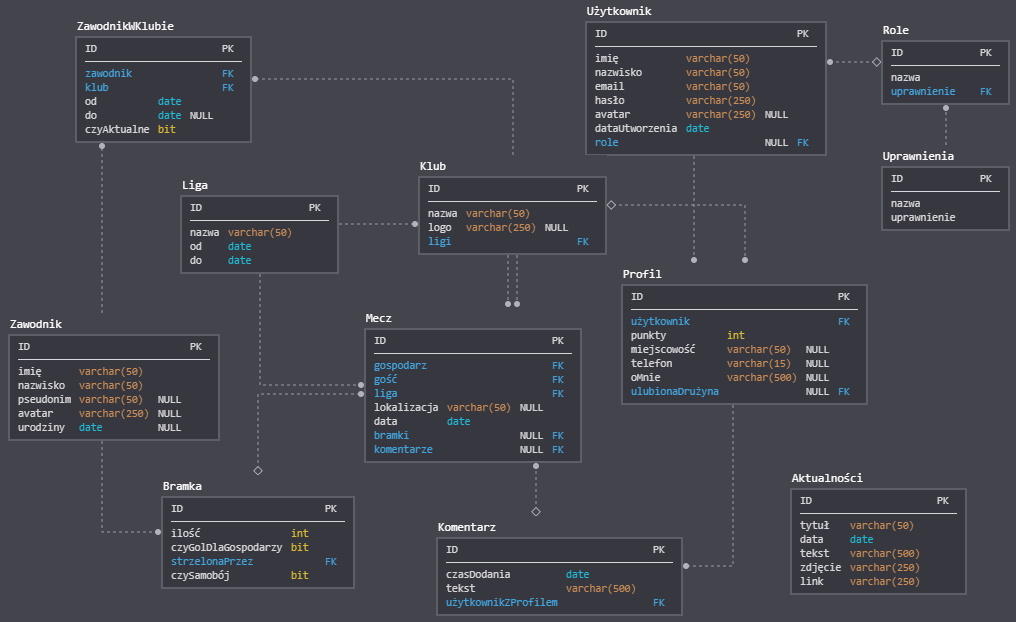 ZawodnikWKlubie
ID PK
zawodnik FK
klub FK
od date
do date NULL
czyAktualne bit
Użytkownik
ID PK
imię varchar(50)
nazwisko varchar(50)
email varchar(50)
hasło varchar(250)
avatar varchar(250) NULL
dataUtworzenia date
role NULL FK
Role
ID PK
nazwa
uprawnienie FK
Uprawnienia
ID PK
nazwa
uprawnienie
Liga
ID PK
nazwa varchar(50)
od date
do date
Klub
ID PK
nazwa varchar(50)
logo varchar(250) NULL
ligi FK
Profil
ID PK
użytkownik FK
punkty int
miejscowość varchar(50) NULL
telefon varchar(15) NULL
oMnie varchar(500) NULL
ulubionaDrużyna NULL FK
Zawodnik
ID PK
imię varchar(50)
nazwisko varchar(50)
pseudonim varchar(50) NULL
avatar varchar(250) NULL
urodziny date NULL
Mecz
ID PK
gospodarz FK
gość FK
liga FK
lokalizacja varchar(50) NULL
data date
bramki NULL FK
komentarze NULL FK
Bramka
ID PK
ilość int
czyGolDlaGospodarzy bit
strzelonaPrzez FK
czySamobój bit
Komentarz
ID PK
czasDodania date
tekst varchar(500)
użytkownikZProfilem FK
Aktualności
ID PK
tytuł varchar(50)
data date
tekst varchar(500)
zdjęcie varchar(250)
link varchar(250)